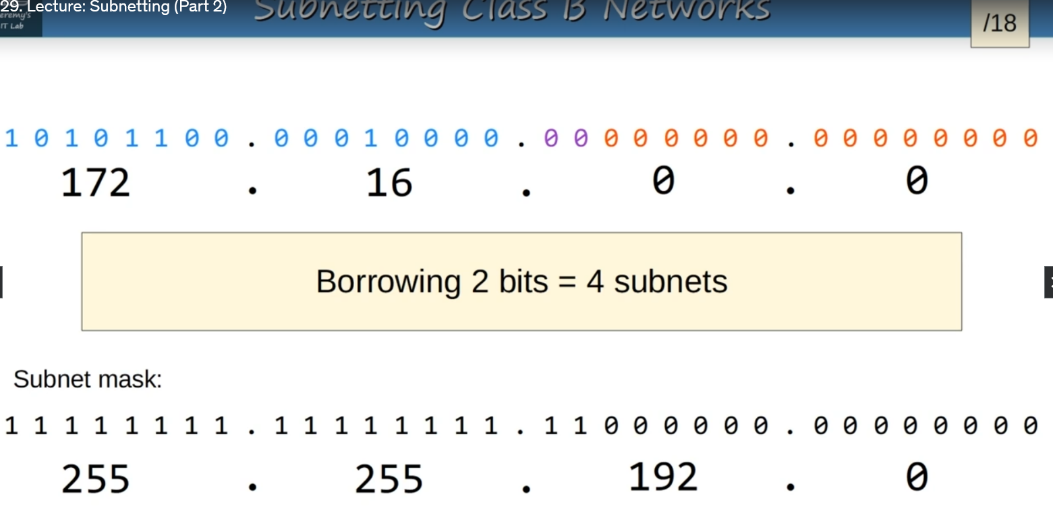 29. Lecture: Subnetting (Part 2)
Subnetting Class B Networks
/18
Jeremy's
IT Lab
1 0 1 0 1 1 0 0 . 0 0 0 1 0 0 0 0 . 0 0 0 0 0 0 0 0 . 0 0 0 0 0 0 0 0
172 . 16 . 0 . 0
Borrowing 2 bits = 4 subnets
Subnet mask:
1 1 1 1 1 1 1 1 . 1 1 1 1 1 1 1 1 . 1 1 0 0 0 0 0 0 . 0 0 0 0 0 0 0 0
255 . 255 . 192 . 0